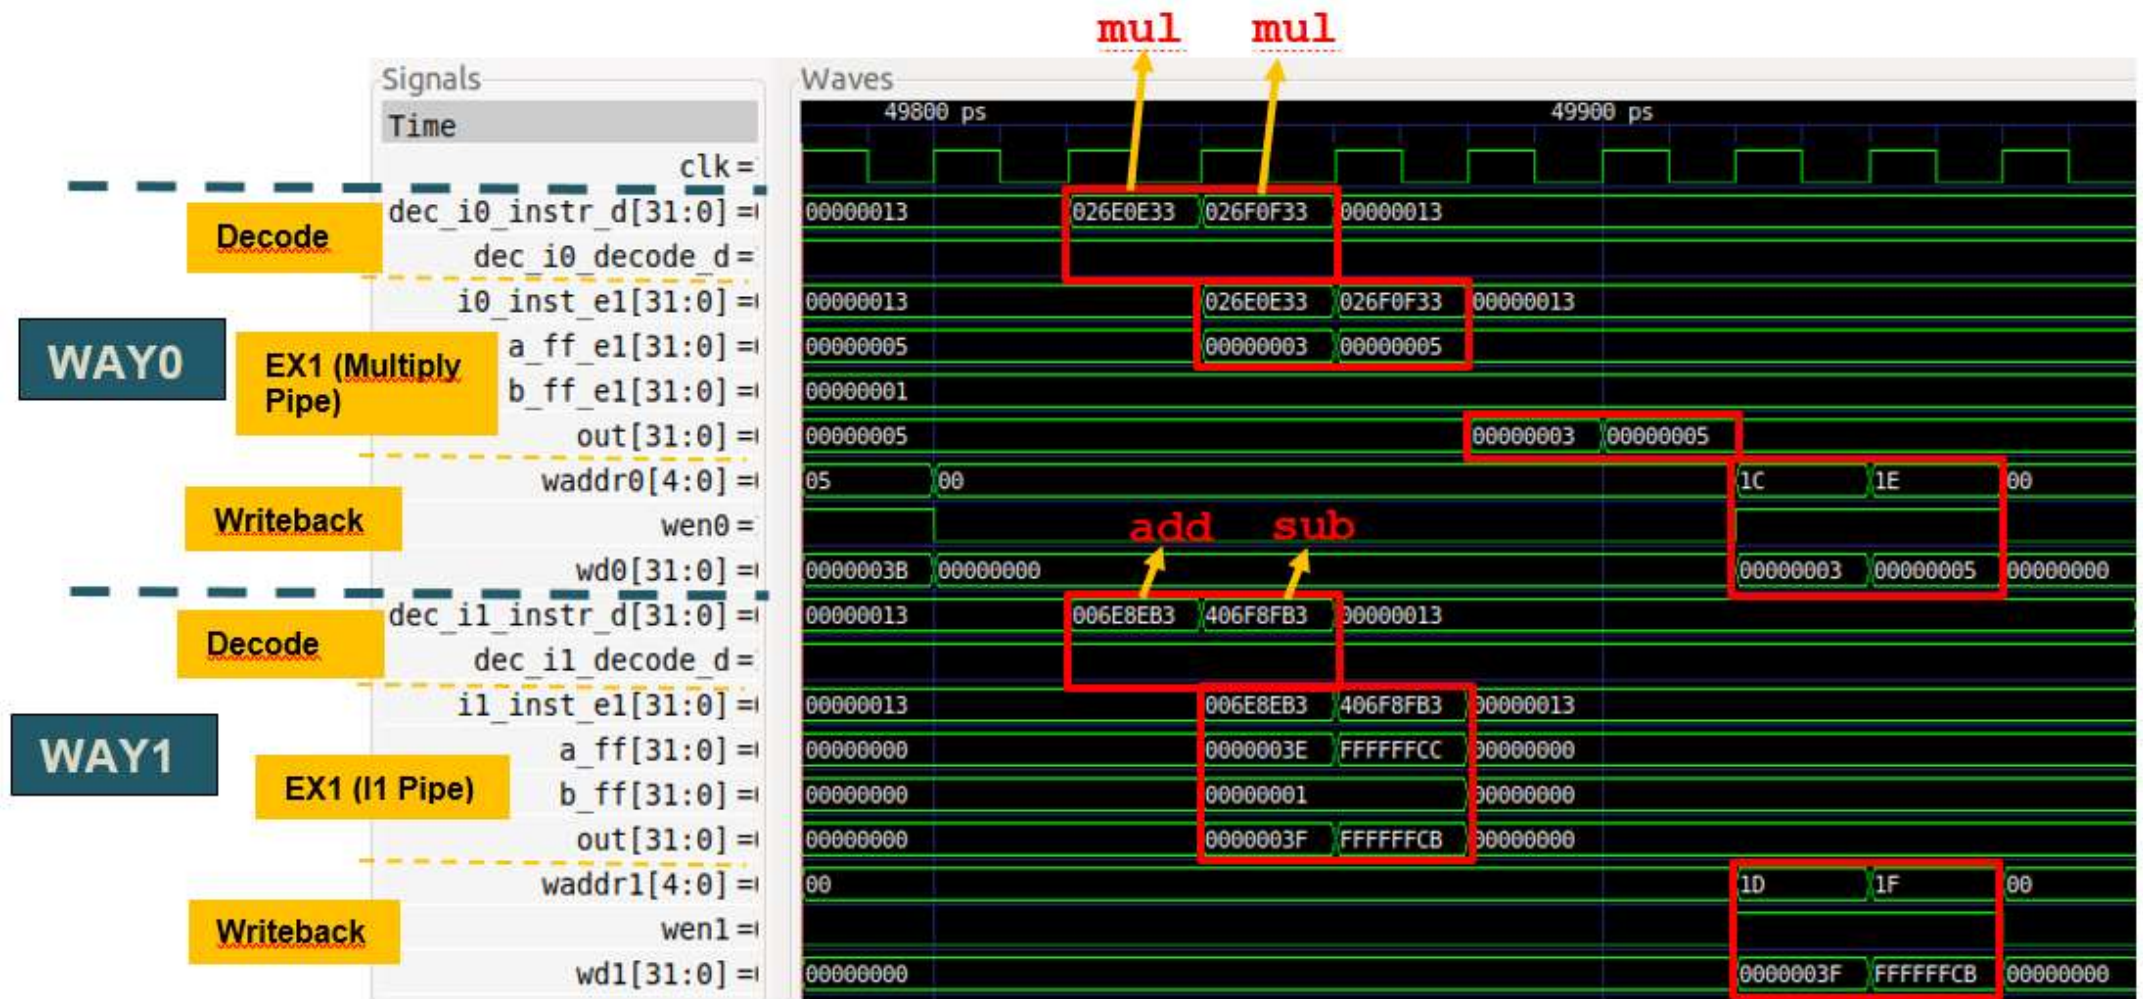 mul mul
Signals Waves
Time 49800 ps 49900 ps
clk=
Decode dec_i0_instr_d[31:0] = 00000013 026E0E33 026F0F33 00000013
dec_i0_decode_d=
i0_inst_e1[31:0] = 00000013 026E0E33 026F0F33 00000013
WAY0
EX1 (Multiply
Pipe)
a_ff_e1[31:0] = 00000005 00000003 00000005
b_ff_e1[31:0] = 00000001
out[31:0] = 00000005 00000003 00000005
waddr0[4:0] = 05 00 1C 1E 00
Writeback wen0= add sub
wd0[31:0] = 0000003B 00000000 00000003 00000005 00000000
dec_i1_instr_d[31:0] = 00000013 006E8EB3 406F8FB3 00000013
Decode dec_i1_decode_d=
i1_inst_e1[31:0] = 00000013 006E8EB3 406F8FB3 00000013
WAY1 a_ff[31:0] = 00000000 0000003E FFFFFFCC 00000000
EX1 (I1 Pipe) b_ff[31:0] = 00000000 00000001 00000000
out[31:0] = 00000000 0000003F FFFFFFCB 00000000
waddr1[4:0] = 00 1D 1F 00
Writeback wen1=
wd1[31:0] = 00000000 0000003F FFFFFFCB 00000000